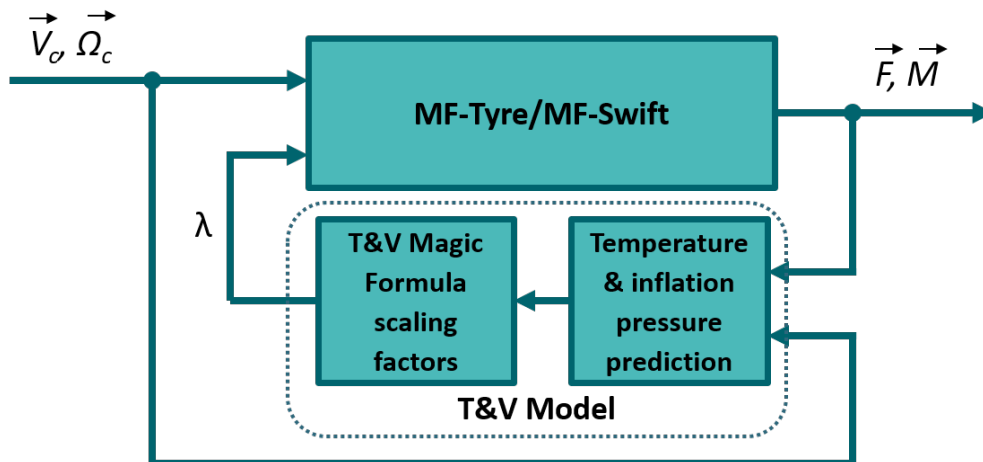 V_c, Ω_c
F, M
MF-Tyre/MF-Swift
λ
T&V Magic
Formula
scaling
factors
Temperature
& inflation
pressure
prediction
T&V Model